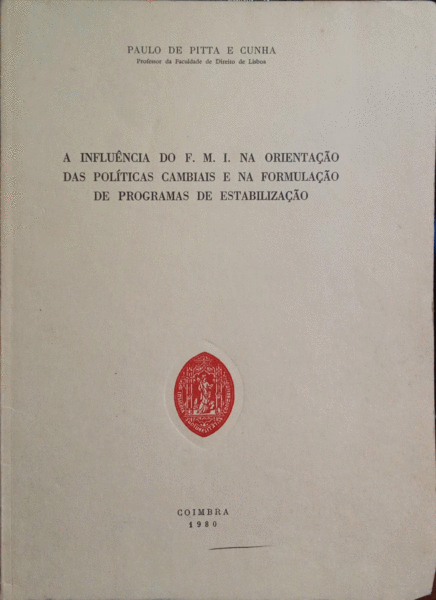 PAULO DE PITTA E CUNHA
Professor da Faculdade de Direito de Lisboa
A INFLUÊNCIA DO F. M. I. NA ORIENTAÇÃO
DAS POLÍTICAS CAMBIAIS E NA FORMULAÇÃO
DE PROGRAMAS DE ESTABILIZAÇÃO
COIMBRA
1980